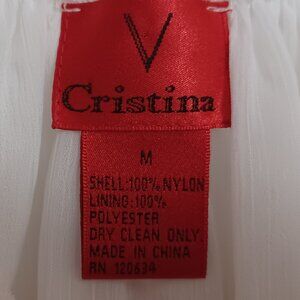 V
Cristina
M
SHELL:100% NYLON
LINING:100%
POLYESTER
DRY CLEAN ONLY
MADE IN CHINA
RN 120634